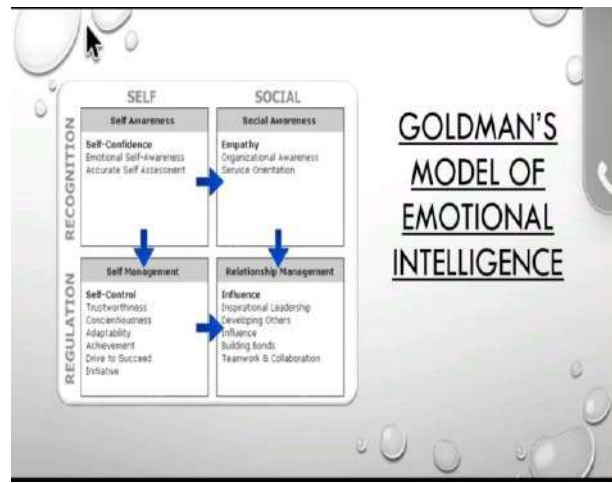 SELF
SOCIAL
RECOGNITION
Self Awareness
Self-Confidence
Emotional Self-Awareness
Accurate Self Assessment
Social Awareness
Empathy
Organizational Awareness
Service Orientation
REGULATION
Self Management
Self-Control
Trustworthiness
Concientiousness
Adaptability
Achievement
Drive to Succeed
Initiative
Relationship Management
Influence
Inspirational Leadership
Developing Others
Influence
Building Bonds
Teamwork & Collaboration
GOLDMAN'S
MODEL OF
EMOTIONAL
INTELLIGENCE